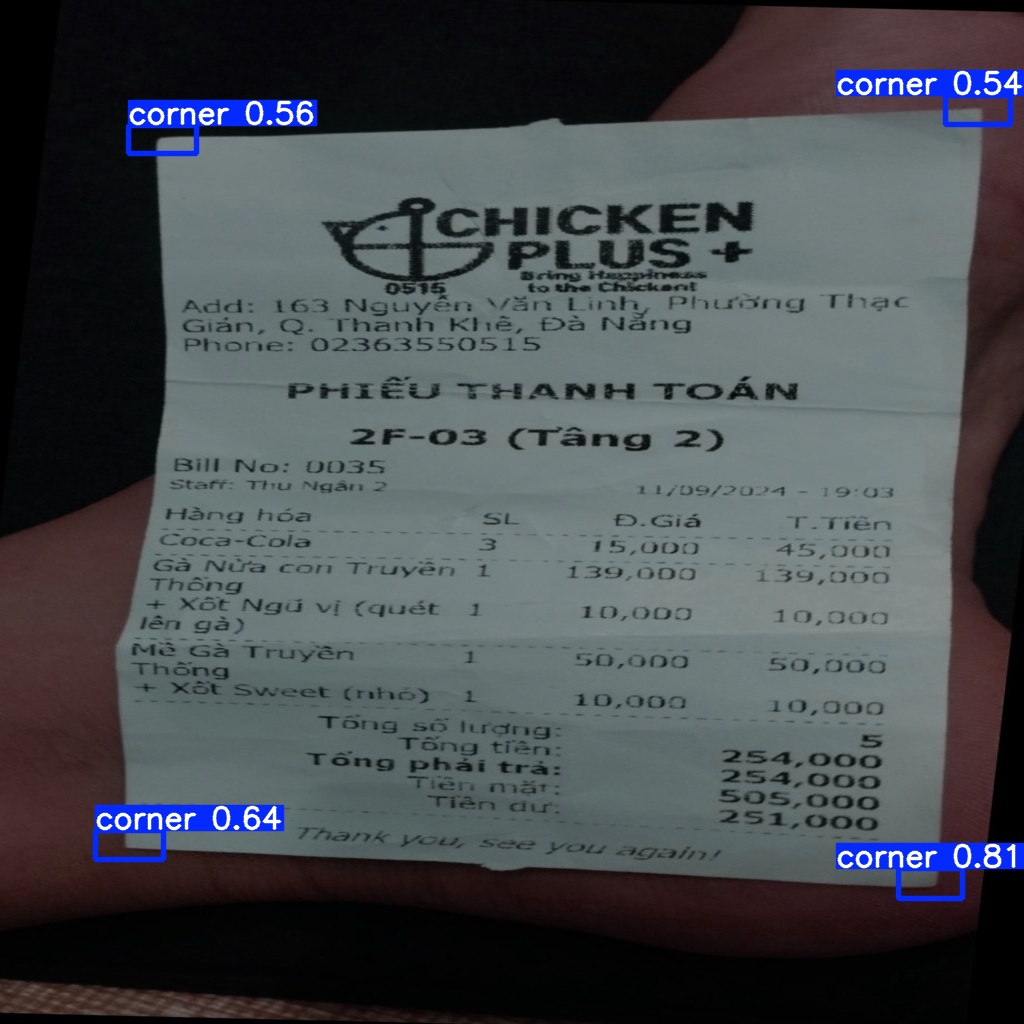 corner 0.56
corner 0.54
CHICKEN
PLUS +
Bring Happiness
to the Chicken!
0515
Add: 163 Nguyễn Văn Linh, Phường Thạc
Gián, Q. Thanh Khê, Đà Nẵng
Phone: 02363550515
PHIẾU THANH TOÁN
2F-03 (Tầng 2)
Bill No: 0035
Staff: Thu Ngân 2 11/09/2024 - 19:03
Hàng hóa SL Đ.Giá T.Tiền
Coca-Cola 3 15,000 45,000
Gà Nửa con Truyền 1 139,000 139,000
Thống
+ Xốt Ngũ vị (quét 1 10,000 10,000
lên gà)
Mề Gà Truyền 1 50,000 50,000
Thống
+ Xốt Sweet (nhỏ) 1 10,000 10,000
Tổng số lượng: 5
Tổng tiền: 254,000
Tổng phải trả: 254,000
Tiền mặt: 505,000
Tiền dư: 251,000
Thank you, see you again!
corner 0.64
corner 0.81